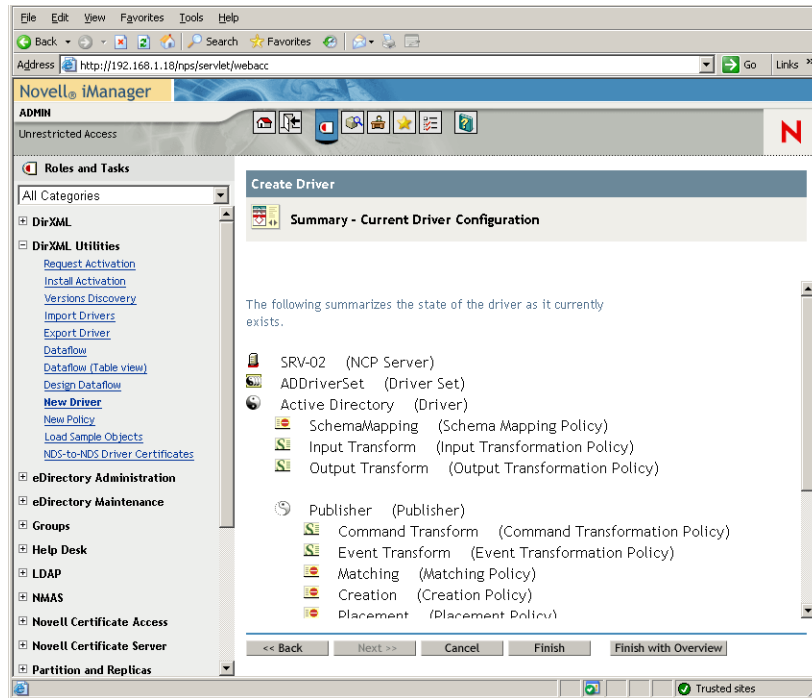 File Edit View Favorites Tools Help
Back Search Favorites
Address http://192.168.1.18/nps/servlet/webacc Go Links »
Novell® iManager
ADMIN
Unrestricted Access
N
Roles and Tasks
All Categories
DirXML
DirXML Utilities
Request Activation
Install Activation
Versions Discovery
Import Drivers
Export Driver
Dataflow
Dataflow (Table view)
Design Dataflow
New Driver
New Policy
Load Sample Objects
NDS-to-NDS Driver Certificates
eDirectory Administration
eDirectory Maintenance
Groups
Help Desk
LDAP
NMAS
Novell Certificate Access
Novell Certificate Server
Partition and Replicas
Create Driver
Summary - Current Driver Configuration
The following summarizes the state of the driver as it currently
exists.
SRV-02 (NCP Server)
ADDriverSet (Driver Set)
Active Directory (Driver)
SchemaMapping (Schema Mapping Policy)
Input Transform (Input Transformation Policy)
Output Transform (Output Transformation Policy)
Publisher (Publisher)
Command Transform (Command Transformation Policy)
Event Transform (Event Transformation Policy)
Matching (Matching Policy)
Creation (Creation Policy)
Placement (Placement Policy)
<< Back Next >> Cancel Finish Finish with Overview
Trusted sites